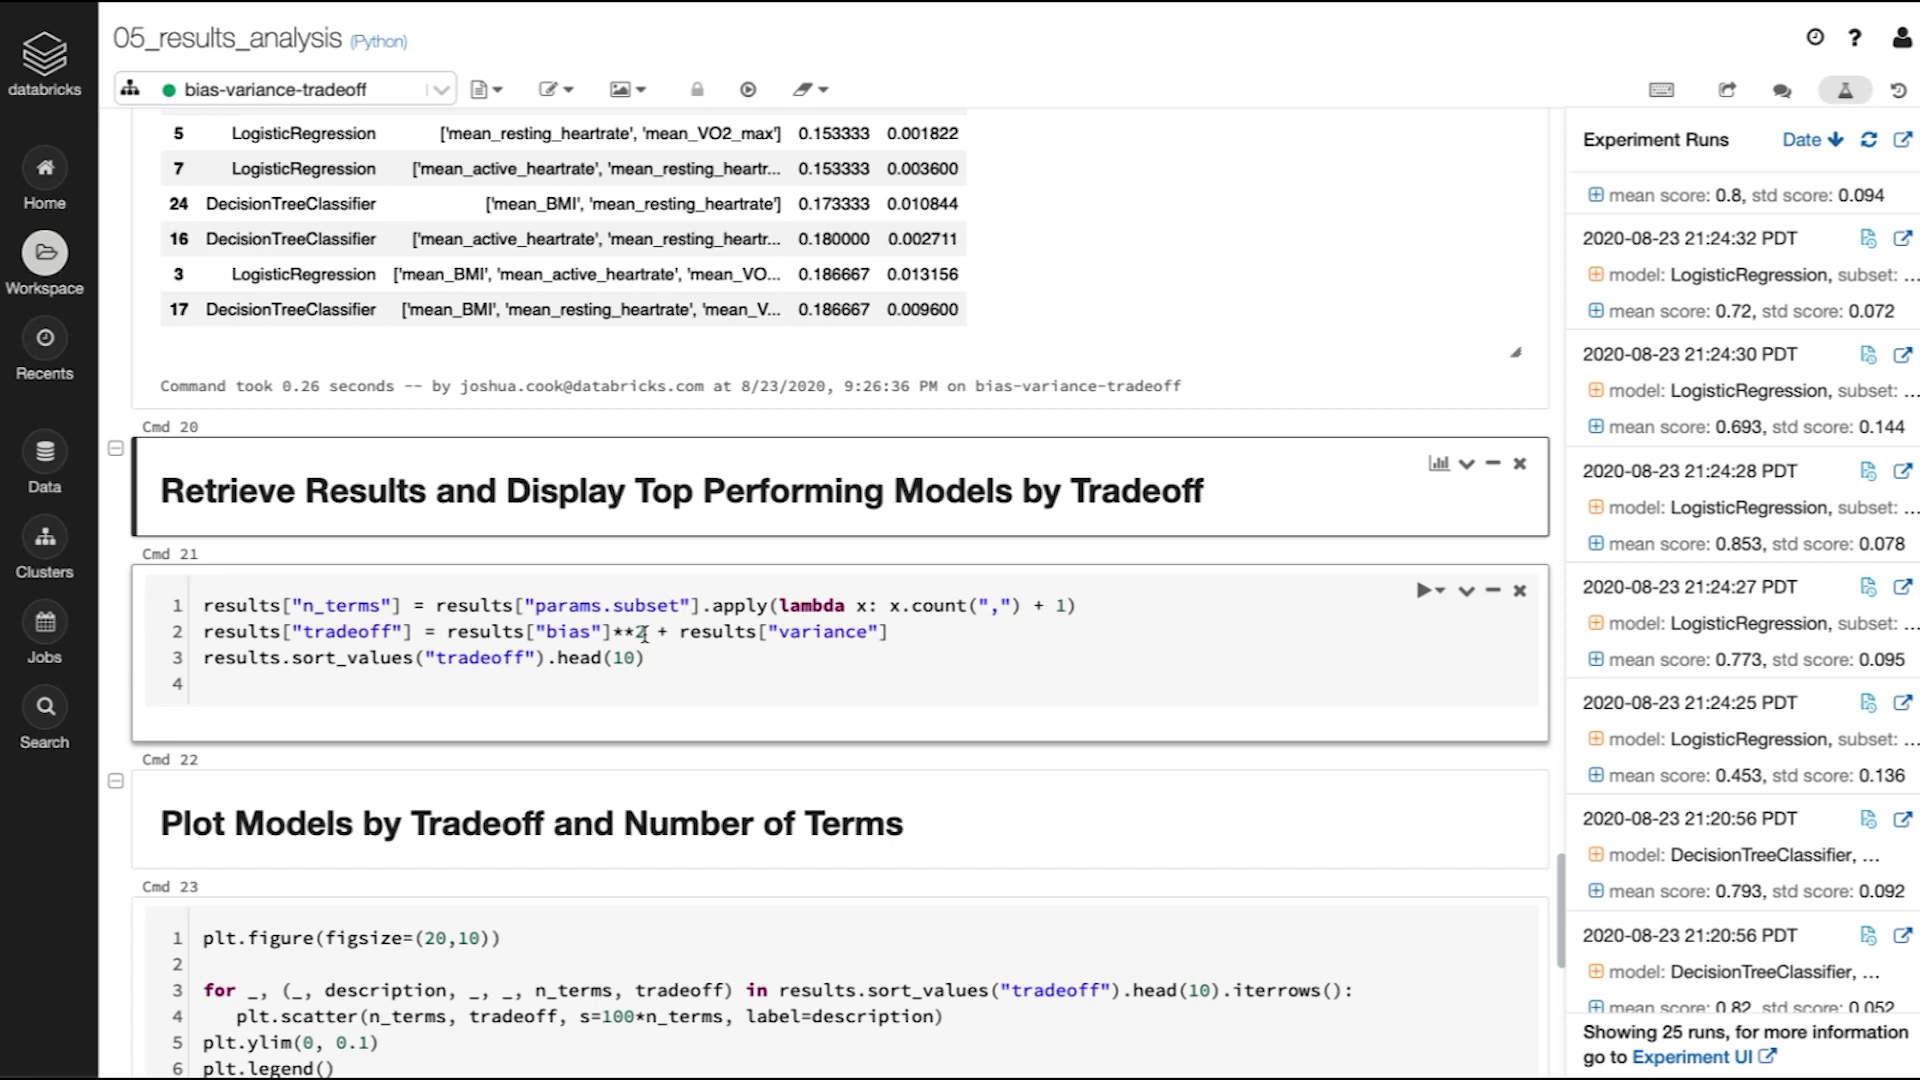 05_results_analysis (Python)
databricks
bias-variance-tradeoff
Home
Workspace
Recents
Data
Clusters
Jobs
Search
5 LogisticRegression ['mean_resting_heartrate', 'mean_VO2_max'] 0.153333 0.001822
7 LogisticRegression ['mean_active_heartrate', 'mean_resting_heartr... 0.153333 0.003600
24 DecisionTreeClassifier ['mean_BMI', 'mean_resting_heartrate'] 0.173333 0.010844
16 DecisionTreeClassifier ['mean_active_heartrate', 'mean_resting_heartr... 0.180000 0.002711
3 LogisticRegression ['mean_BMI', 'mean_active_heartrate', 'mean_VO... 0.186667 0.013156
17 DecisionTreeClassifier ['mean_BMI', 'mean_resting_heartrate', 'mean_V... 0.186667 0.009600
Command took 0.26 seconds -- by joshua.cook@databricks.com at 8/23/2020, 9:26:36 PM on bias-variance-tradeoff
Cmd 20
Retrieve Results and Display Top Performing Models by Tradeoff
Cmd 21
1 results["n_terms"] = results["params.subset"].apply(lambda x: x.count(",") + 1)
2 results["tradeoff"] = results["bias"]**2 + results["variance"]
3 results.sort_values("tradeoff").head(10)
4
Cmd 22
Plot Models by Tradeoff and Number of Terms
Cmd 23
1 plt.figure(figsize=(20,10))
2
3 for _, (_, description, _, _, n_terms, tradeoff) in results.sort_values("tradeoff").head(10).iterrows():
4 plt.scatter(n_terms, tradeoff, s=100*n_terms, label=description)
5 plt.ylim(0, 0.1)
6 plt.legend()
Experiment Runs Date
mean score: 0.8, std score: 0.094
2020-08-23 21:24:32 PDT
model: LogisticRegression, subset: ...
mean score: 0.72, std score: 0.072
2020-08-23 21:24:30 PDT
model: LogisticRegression, subset: ...
mean score: 0.693, std score: 0.144
2020-08-23 21:24:28 PDT
model: LogisticRegression, subset: ...
mean score: 0.853, std score: 0.078
2020-08-23 21:24:27 PDT
model: LogisticRegression, subset: ...
mean score: 0.773, std score: 0.095
2020-08-23 21:24:25 PDT
model: LogisticRegression, subset: ...
mean score: 0.453, std score: 0.136
2020-08-23 21:20:56 PDT
model: DecisionTreeClassifier, ...
mean score: 0.793, std score: 0.092
2020-08-23 21:20:56 PDT
model: DecisionTreeClassifier, ...
mean score: 0.82, std score: 0.052
Showing 25 runs, for more information
go to Experiment UI